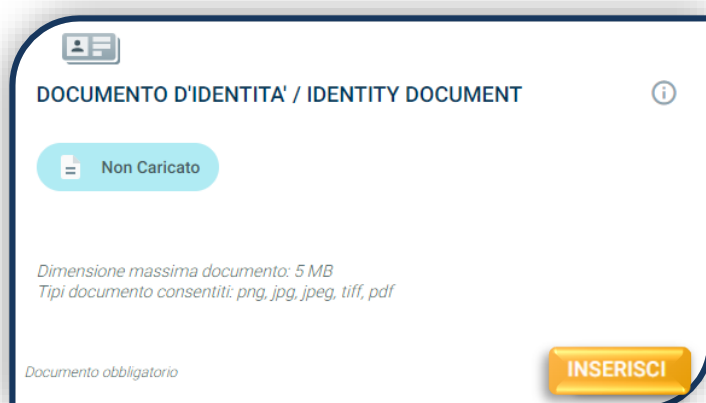 DOCUMENTO D'IDENTITA' / IDENTITY DOCUMENT
Non Caricato
Dimensione massima documento: 5 MB
Tipi documento consentiti: png, jpg, jpeg, tiff, pdf
Documento obbligatorio
INSERISCI